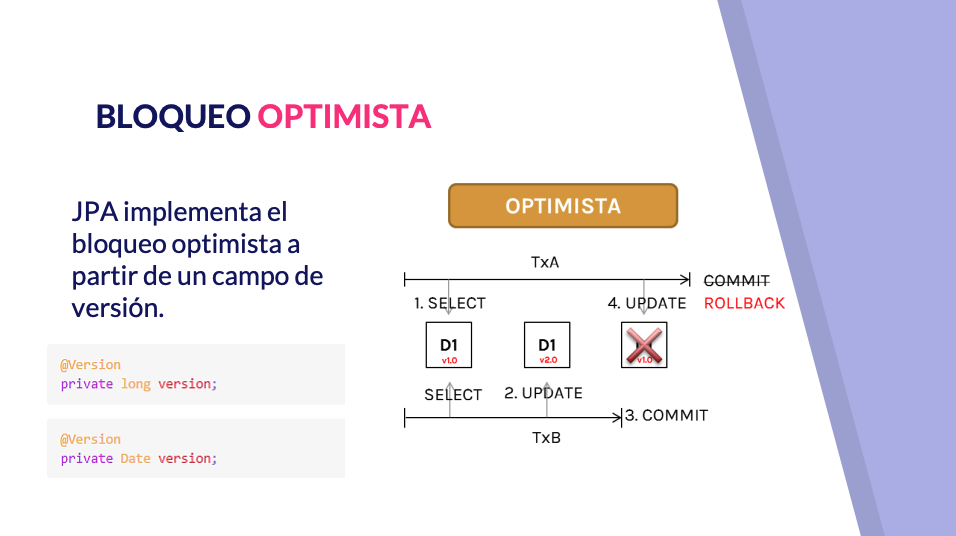 BLOQUEO OPTIMISTA
JPA implementa el
bloqueo optimista a
partir de un campo de
versión.
@Version
private long version;
@Version
private Date version;
OPTIMISTA
TxA
COMMIT
1. SELECT
4. UPDATE
ROLLBACK
D1
v1.0
D1
v2.0
v1.0
SELECT
2. UPDATE
3. COMMIT
TxB